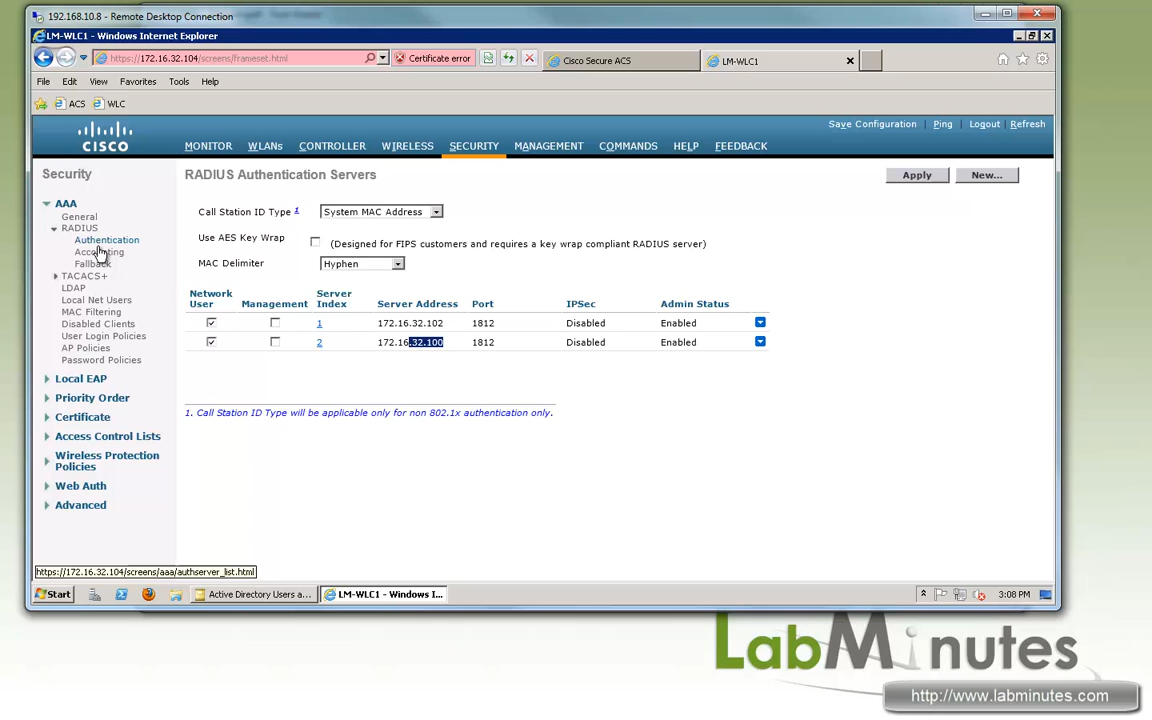 192.168.10.8 - Remote Desktop Connection
LM-WLC1 - Windows Internet Explorer
https://172.16.32.104/screens/frameset.html
Certificate error
Cisco Secure ACS
LM-WLC1
File Edit View Favorites Tools Help
ACS WLC
Save Configuration Ping Logout Refresh
CISCO
MONITOR WLANs CONTROLLER WIRELESS SECURITY MANAGEMENT COMMANDS HELP FEEDBACK
Security
AAA
General
RADIUS
Authentication
Accounting
Fallback
TACACS+
LDAP
Local Net Users
MAC Filtering
Disabled Clients
User Login Policies
AP Policies
Password Policies
Local EAP
Priority Order
Certificate
Access Control Lists
Wireless Protection
Policies
Web Auth
Advanced
RADIUS Authentication Servers
Apply New...
Call Station ID Type 1 System MAC Address
Use AES Key Wrap (Designed for FIPS customers and requires a key wrap compliant RADIUS server)
MAC Delimiter Hyphen
Network User Management Server Index Server Address Port IPSec Admin Status
1 172.16.32.102 1812 Disabled Enabled
2 172.16.32.100 1812 Disabled Enabled
1. Call Station ID Type will be applicable only for non 802.1x authentication only.
https://172.16.32.104/screens/aaa/authserver_list.html
Start Active Directory Users a... LM-WLC1 - Windows I... 3:08 PM
LabMinutes
http://www.labminutes.com